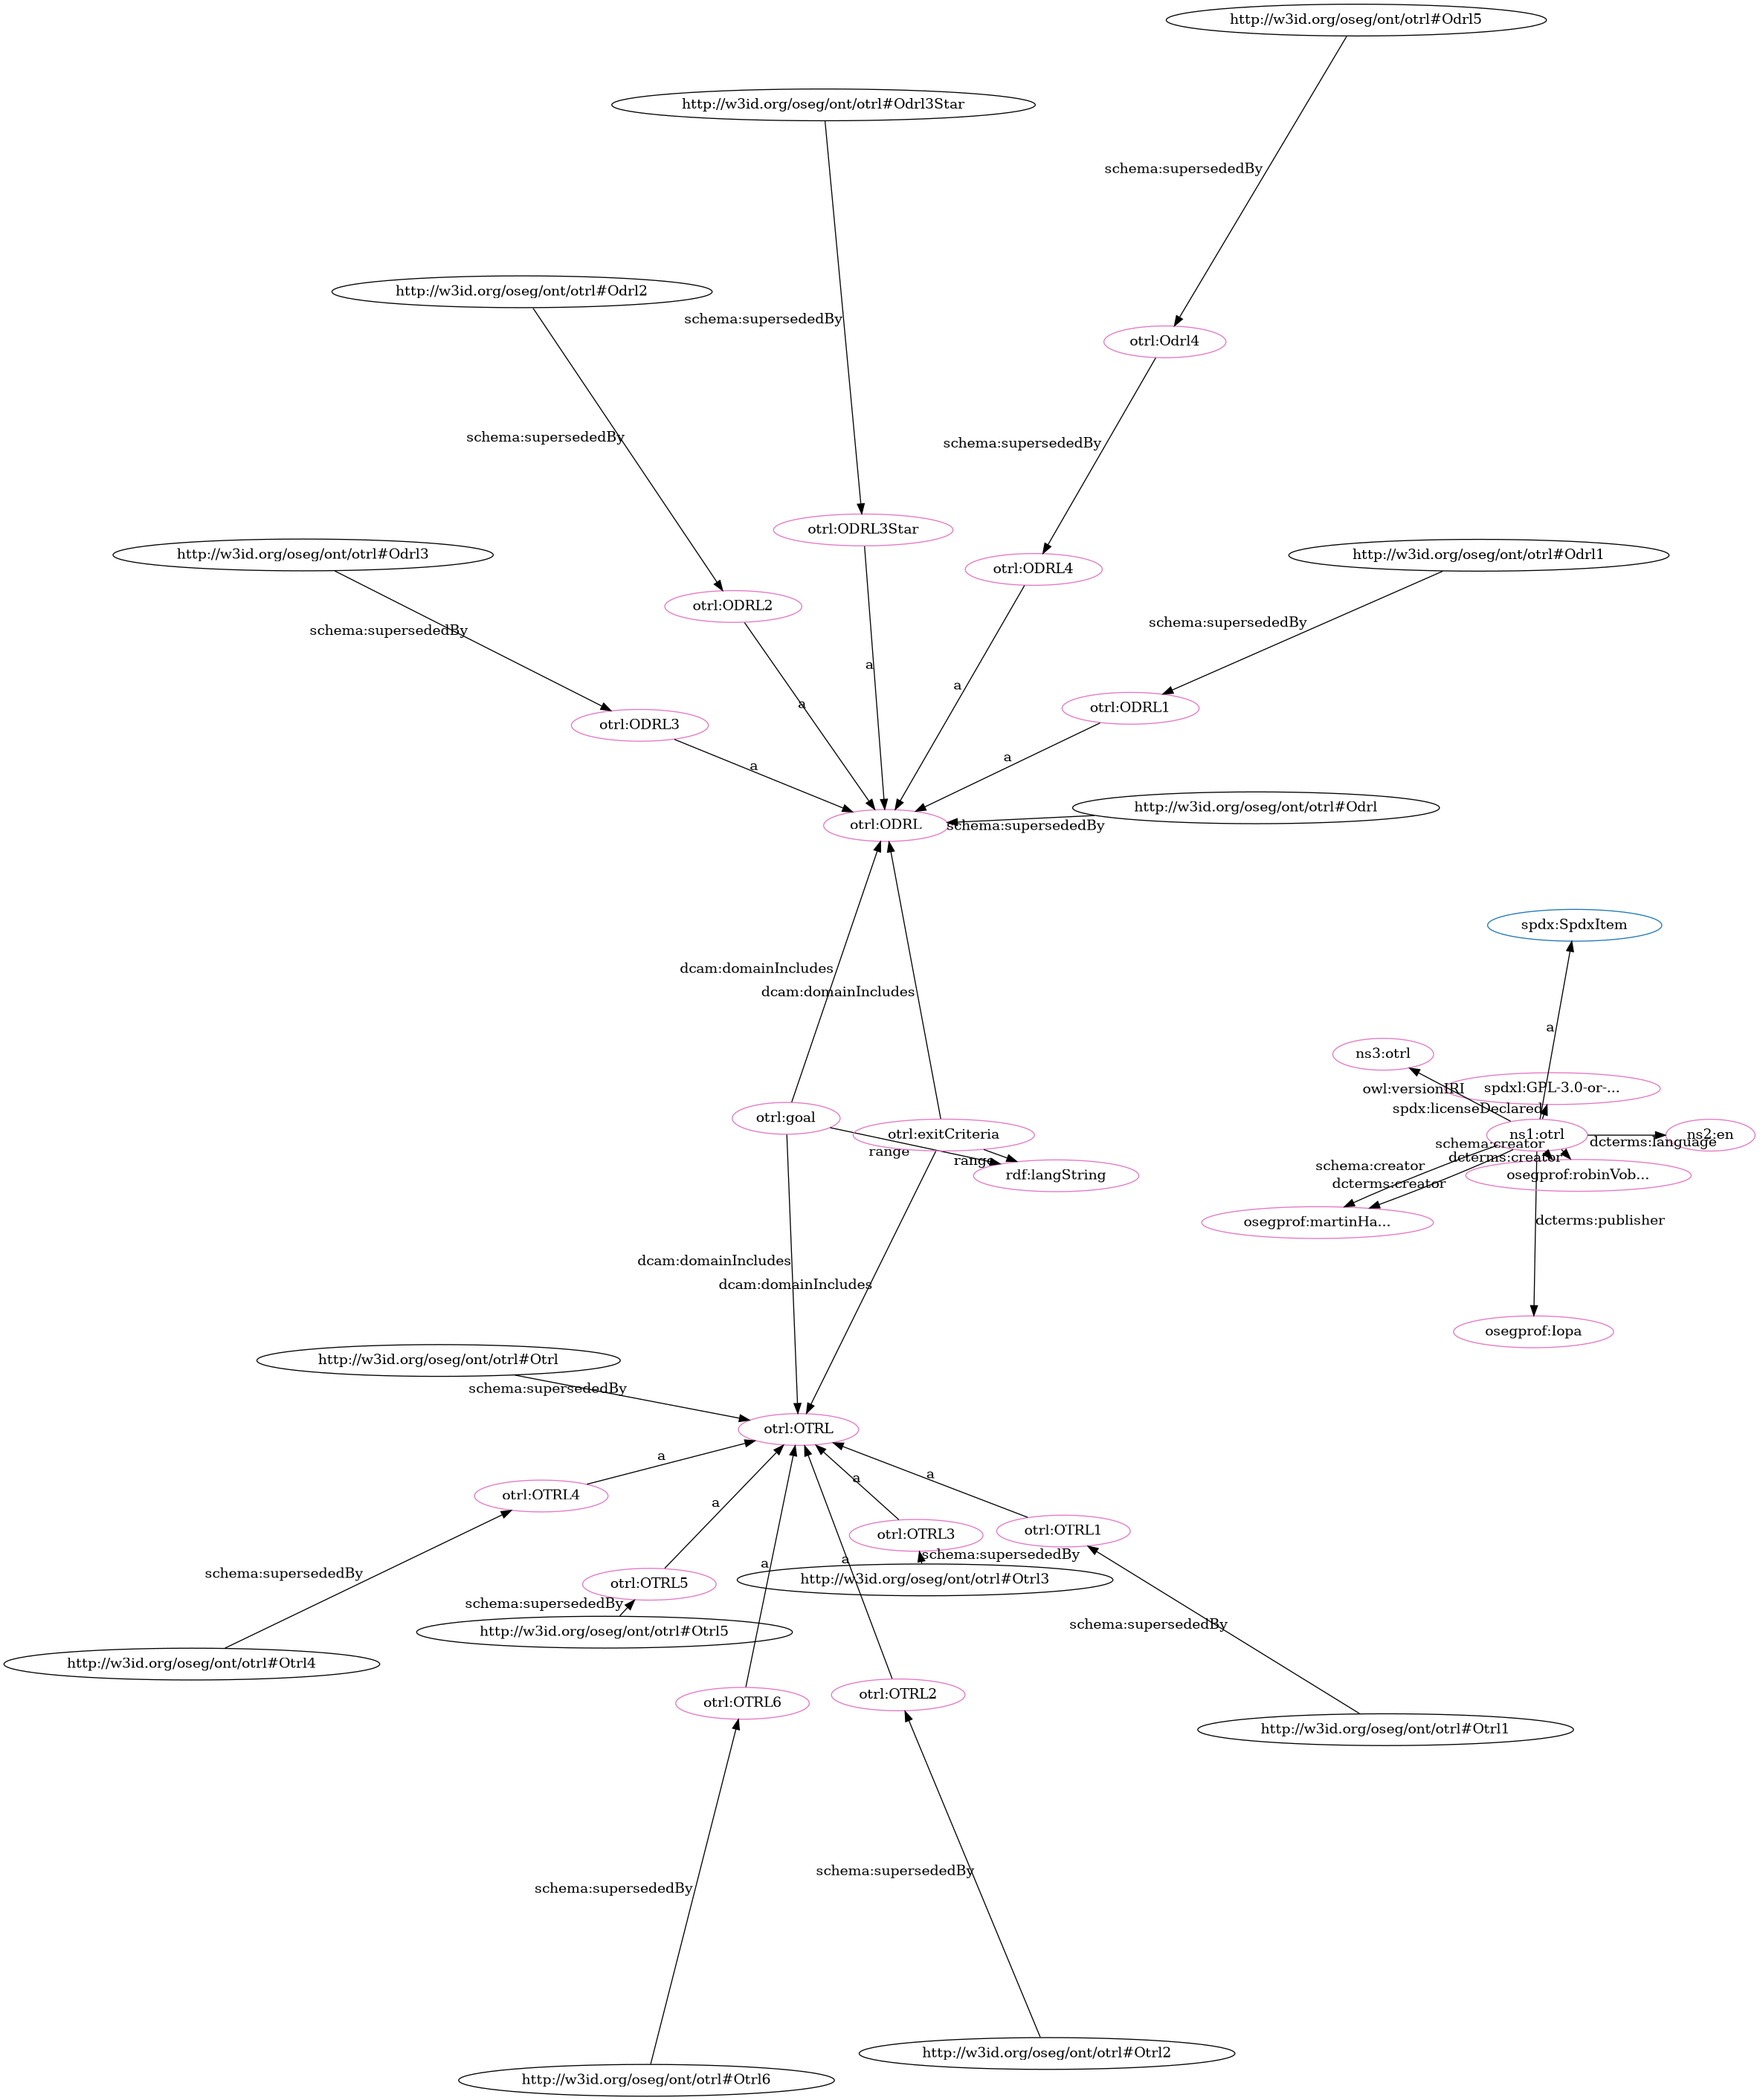 http://w3id.org/oseg/ont/otrl#Odrl5
http://w3id.org/oseg/ont/otrl#Odrl3Star
schema:supersededBy
http://w3id.org/oseg/ont/otrl#Odrl2
schema:supersededBy
otrl:Odrl4
schema:supersededBy
schema:supersededBy
otrl:ODRL3Star
http://w3id.org/oseg/ont/otrl#Odrl3
http://w3id.org/oseg/ont/otrl#Odrl1
otrl:ODRL4
otrl:ODRL2
schema:supersededBy
schema:supersededBy
a
a
a
otrl:ODRL1
otrl:ODRL3
a
a
http://w3id.org/oseg/ont/otrl#Odrl
otrl:ODRL
schema:supersededBy
spdx:SpdxItem
dcam:domainIncludes
dcam:domainIncludes
a
ns3:otrl
owl:versionIRI
spdxl:GPL-3.0-or-...
spdx:licenseDeclared
otrl:goal
otrl:exitCriteria
ns1:otrl
ns2:en
dcterms:language
schema:creator
dcterms:creator
range
range
schema:creator
rdf:langString
osegprof:robinVob...
dcterms:creator
osegprof:martinHa...
dcterms:publisher
dcam:domainIncludes
dcam:domainIncludes
osegprof:Iopa
http://w3id.org/oseg/ont/otrl#Otrl
schema:supersededBy
otrl:OTRL
a
a
a
otrl:OTRL4
a
otrl:OTRL3
otrl:OTRL1
schema:supersededBy
a
a
schema:supersededBy
otrl:OTRL5
http://w3id.org/oseg/ont/otrl#Otrl3
schema:supersededBy
schema:supersededBy
http://w3id.org/oseg/ont/otrl#Otrl5
http://w3id.org/oseg/ont/otrl#Otrl4
otrl:OTRL2
otrl:OTRL6
http://w3id.org/oseg/ont/otrl#Otrl1
schema:supersededBy
schema:supersededBy
http://w3id.org/oseg/ont/otrl#Otrl2
http://w3id.org/oseg/ont/otrl#Otrl6